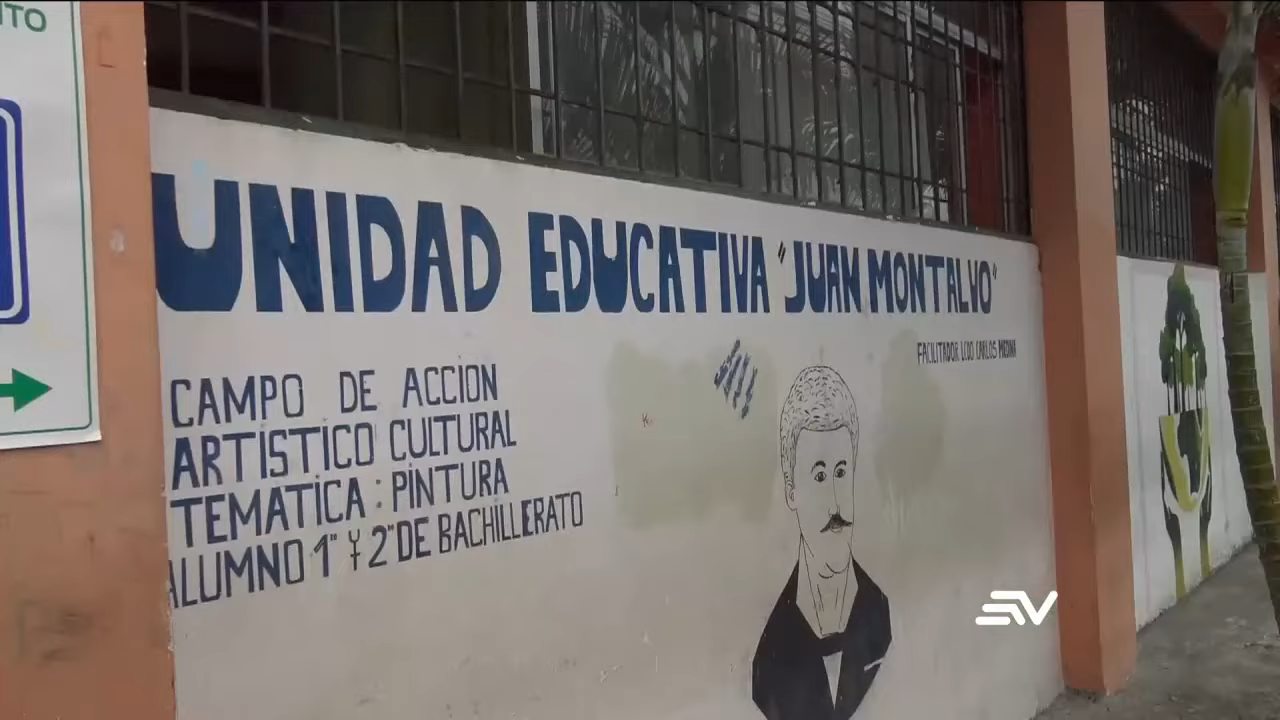 UNIDAD EDUCATIVA "JUAN MONTALVO"
FACILITADOR LCDO CARLOS MEDINA
CAMPO DE ACCION
ARTÍSTICO CULTURAL
TEMATICA: PINTURA
ALUMNO 1° Y 2° DE BACHILLERATO